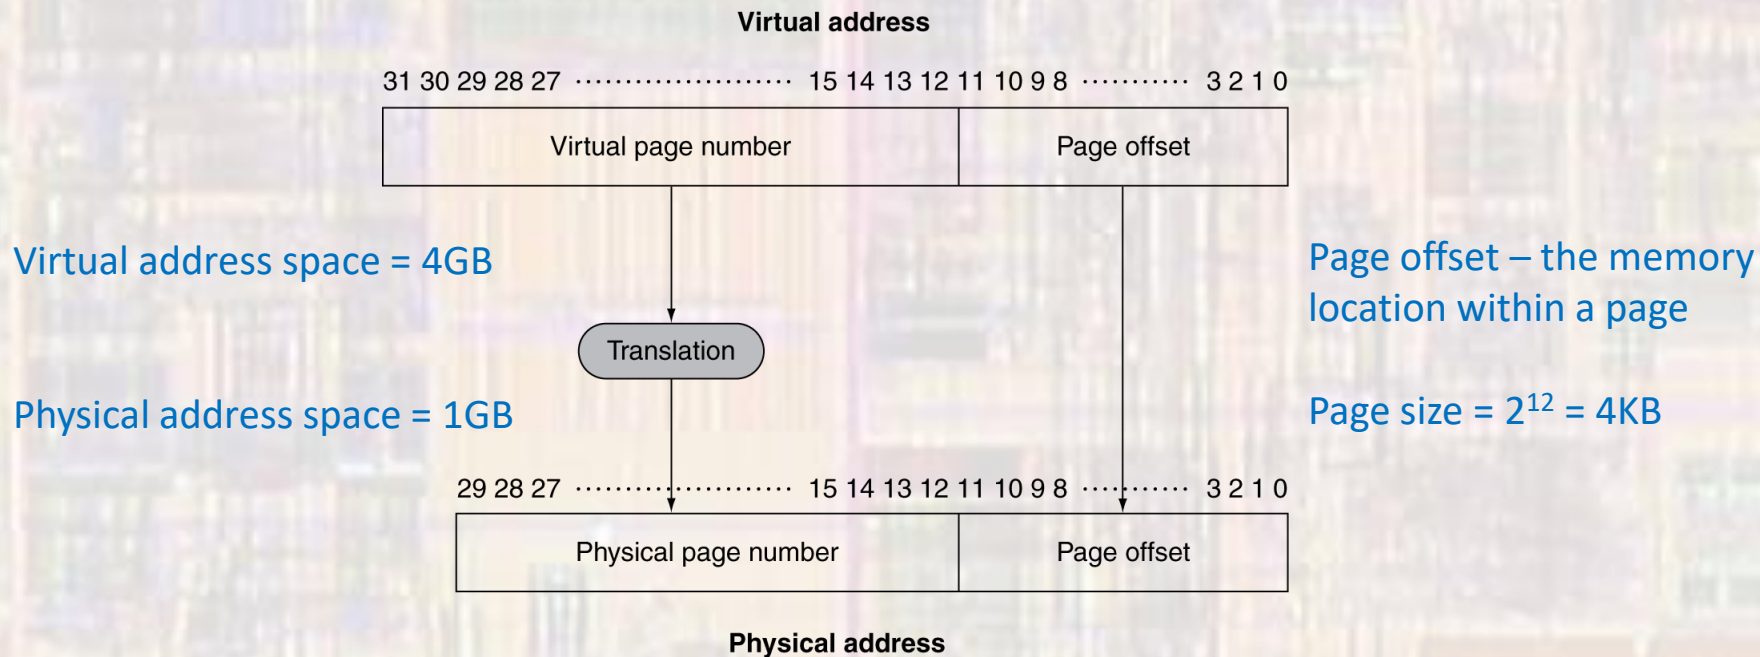 Virtual address
31 30 29 28 27 ······················ 15 14 13 12 11 10 9 8 ··········· 3 2 1 0
Virtual page number Page offset
Virtual address space = 4GB
Page offset – the memory
location within a page
Translation
Physical address space = 1GB
Page size = 2¹² = 4KB
29 28 27 ······················ 15 14 13 12 11 10 9 8 ··········· 3 2 1 0
Physical page number Page offset
Physical address